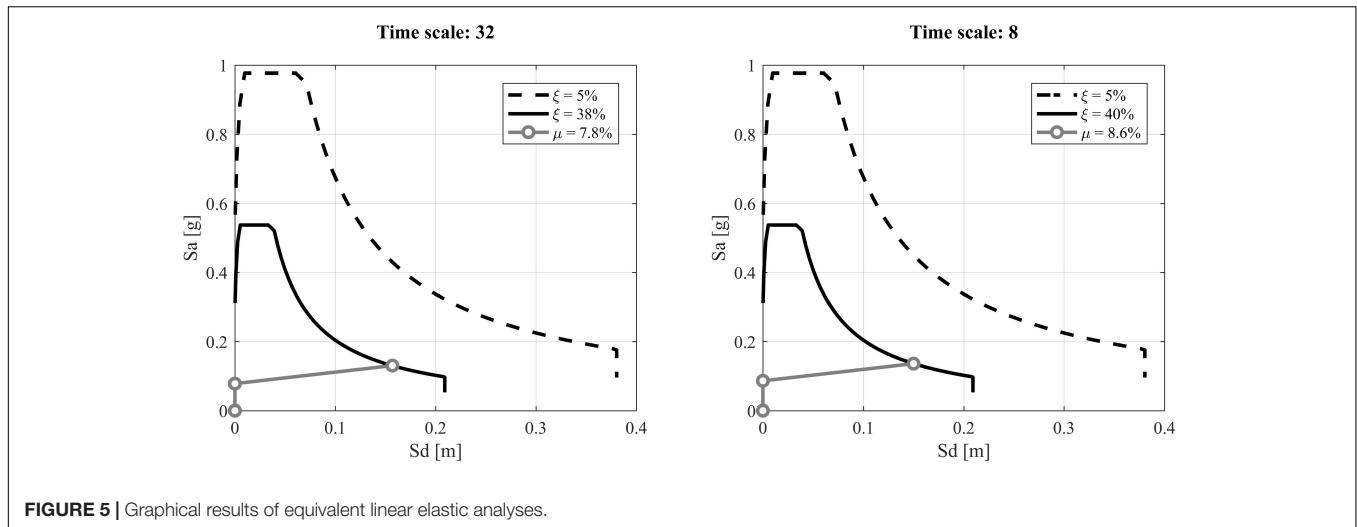 Time scale: 32
1
0.8
0.6
0.4
0.2
0
Sa [g]
ξ = 5%
ξ = 38%
μ = 7.8%
0
0.1
0.2
0.3
0.4
Sd [m]
Time scale: 8
1
0.8
0.6
0.4
0.2
0
Sa [g]
ξ = 5%
ξ = 40%
μ = 8.6%
0
0.1
0.2
0.3
0.4
Sd [m]
FIGURE 5 | Graphical results of equivalent linear elastic analyses.